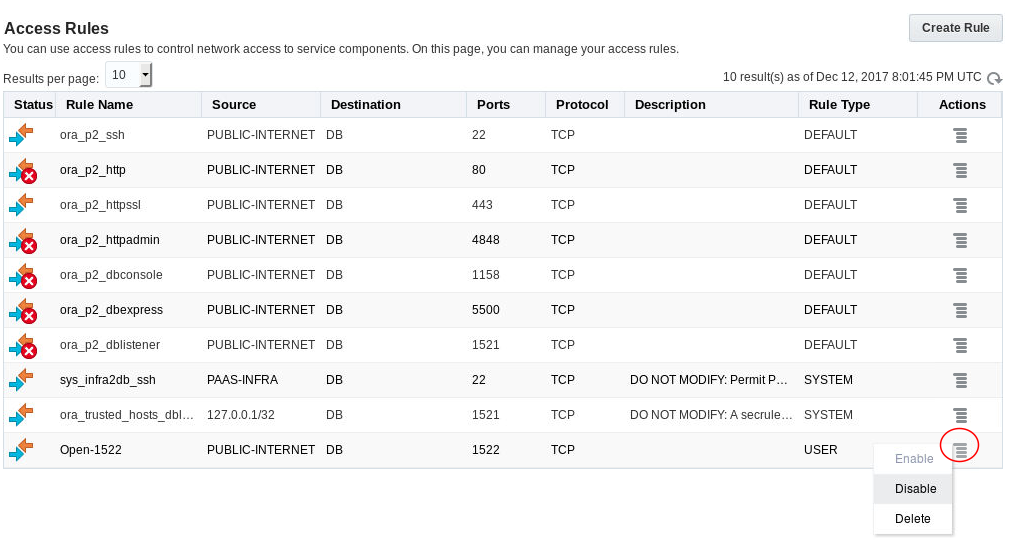 Access Rules
Create Rule
You can use access rules to control network access to service components. On this page, you can manage your access rules.
Results per page: 10
10 result(s) as of Dec 12, 2017 8:01:45 PM UTC
Status Rule Name Source Destination Ports Protocol Description Rule Type Actions
ora_p2_ssh PUBLIC-INTERNET DB 22 TCP DEFAULT
ora_p2_http PUBLIC-INTERNET DB 80 TCP DEFAULT
ora_p2_httpssl PUBLIC-INTERNET DB 443 TCP DEFAULT
ora_p2_httpadmin PUBLIC-INTERNET DB 4848 TCP DEFAULT
ora_p2_dbconsole PUBLIC-INTERNET DB 1158 TCP DEFAULT
ora_p2_dbexpress PUBLIC-INTERNET DB 5500 TCP DEFAULT
ora_p2_dblistener PUBLIC-INTERNET DB 1521 TCP DEFAULT
sys_infra2db_ssh PAAS-INFRA DB 22 TCP DO NOT MODIFY: Permit P... SYSTEM
ora_trusted_hosts_dbl... 127.0.0.1/32 DB 1521 TCP DO NOT MODIFY: A secrule... SYSTEM
Open-1522 PUBLIC-INTERNET DB 1522 TCP USER
Enable
Disable
Delete